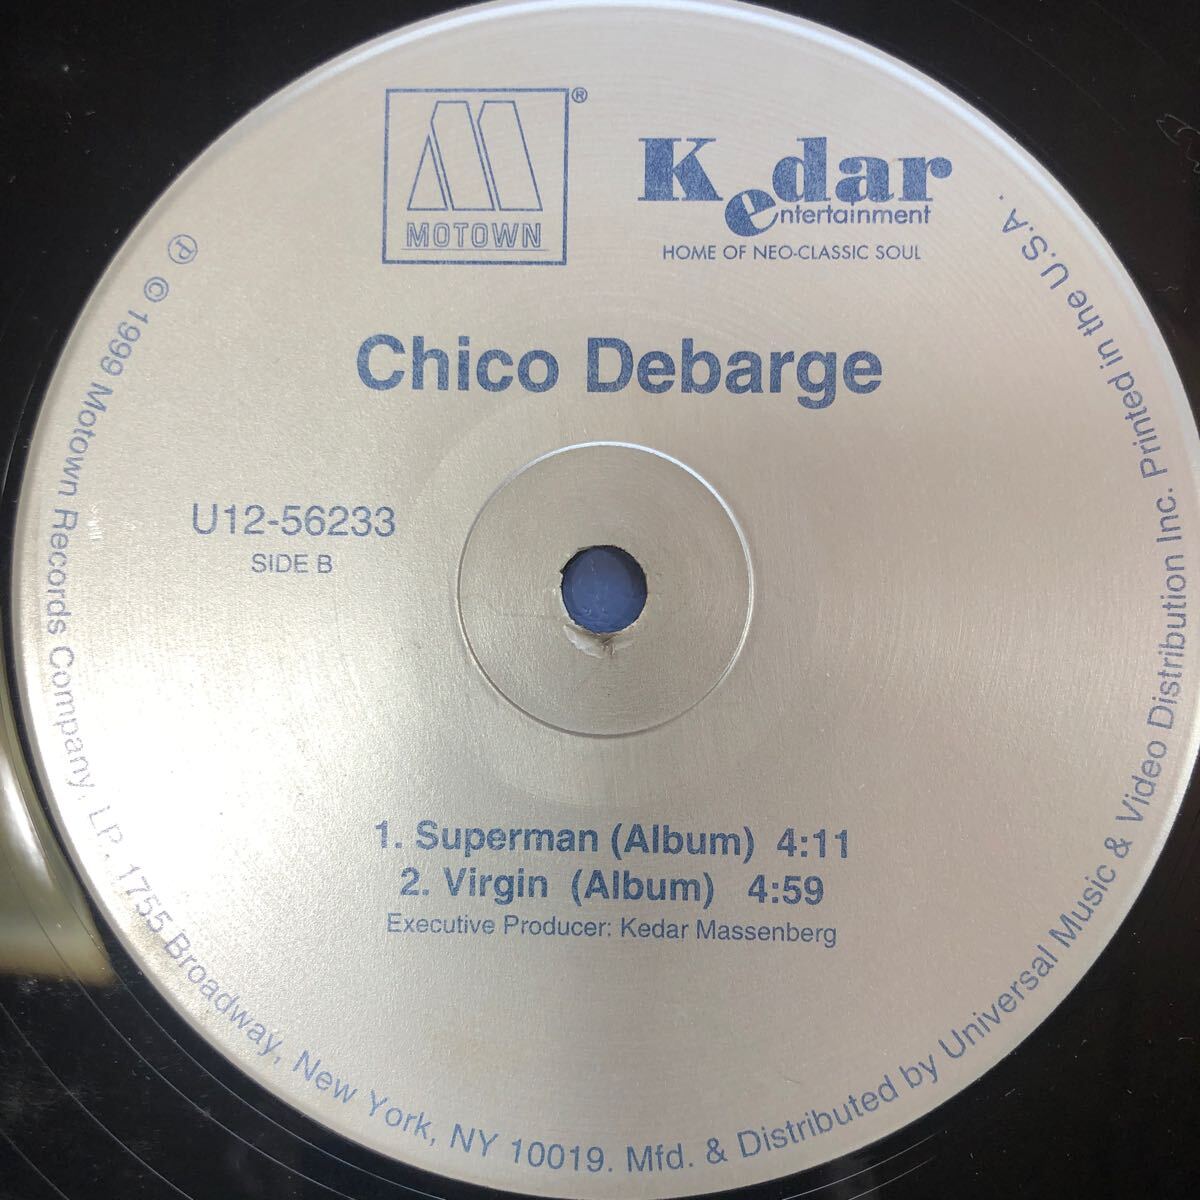 MOTOWN ®
Kedar
entertainment
HOME OF NEO-CLASSIC SOUL
Chico Debarge
U12-56233
SIDE B
1. Superman (Album) 4:11
2. Virgin (Album) 4:59
Executive Producer: Kedar Massenberg
℗ © 1999 Motown Records Company, LP, 1755 Broadway, New York, NY 10019. Mfd. & Distributed by Universal Music & Video Distribution Inc. Printed in the U.S.A.